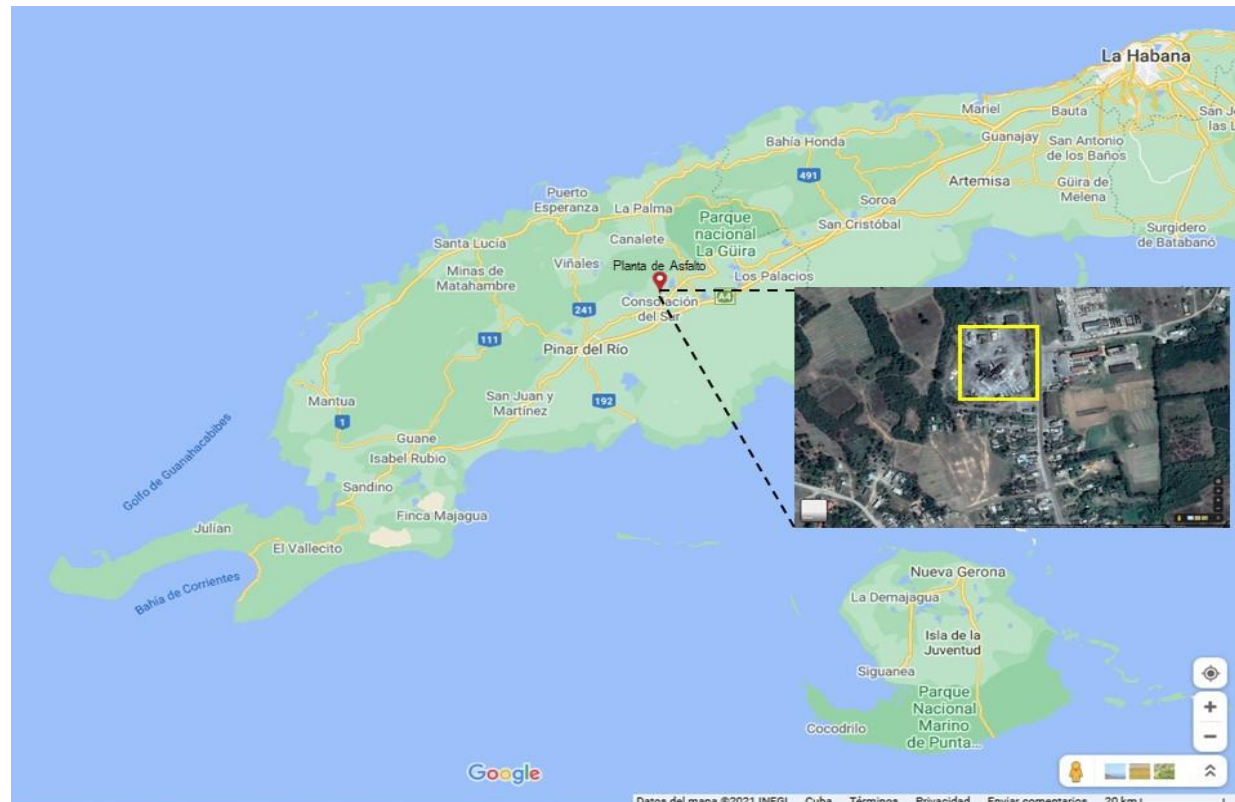 La Habana
Mariel
Bauta
San J
las L
Guanajay
San Antonio
de los Baños
Bahía Honda
491
Artemisa
Güira de
Melena
Soroa
Puerto
Esperanza
La Palma
Parque
nacional
La Güira
San Cristóbal
Surgidero
de Batabanó
Santa Lucía
Canalete
Viñales
Minas de
Matahambre
Planta de Asfalto
Los Palacios
Consolación
del Sur
A4
241
111
Pinar del Río
San Juan y
Martínez
192
Mantua
1
Guane
Isabel Rubio
Golfo de Guanahacabibes
Sandino
Finca Majagua
Julían
El Vallecito
Bahía de Corrientes
Nueva Gerona
La Demajagua
Isla de la
Juventud
Siguanea
Parque
Nacional
Marino
de Punta...
Cocodrilo
Google
Datos del mapa ©2021 INEGI Cuba Términos Privacidad Enviar comentarios 20 km